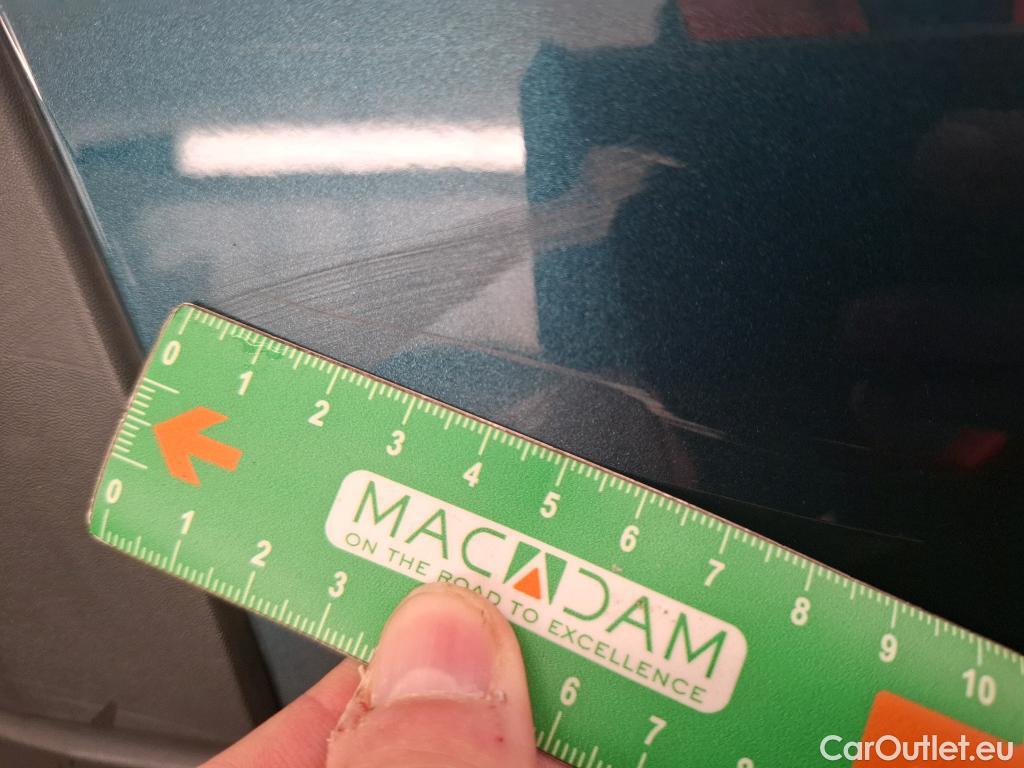 0 1 2 3 4 5 6 7 8 9 10
MACADAM
ON THE ROAD TO EXCELLENCE
0 1 2 3 6 7
CarOutlet.eu